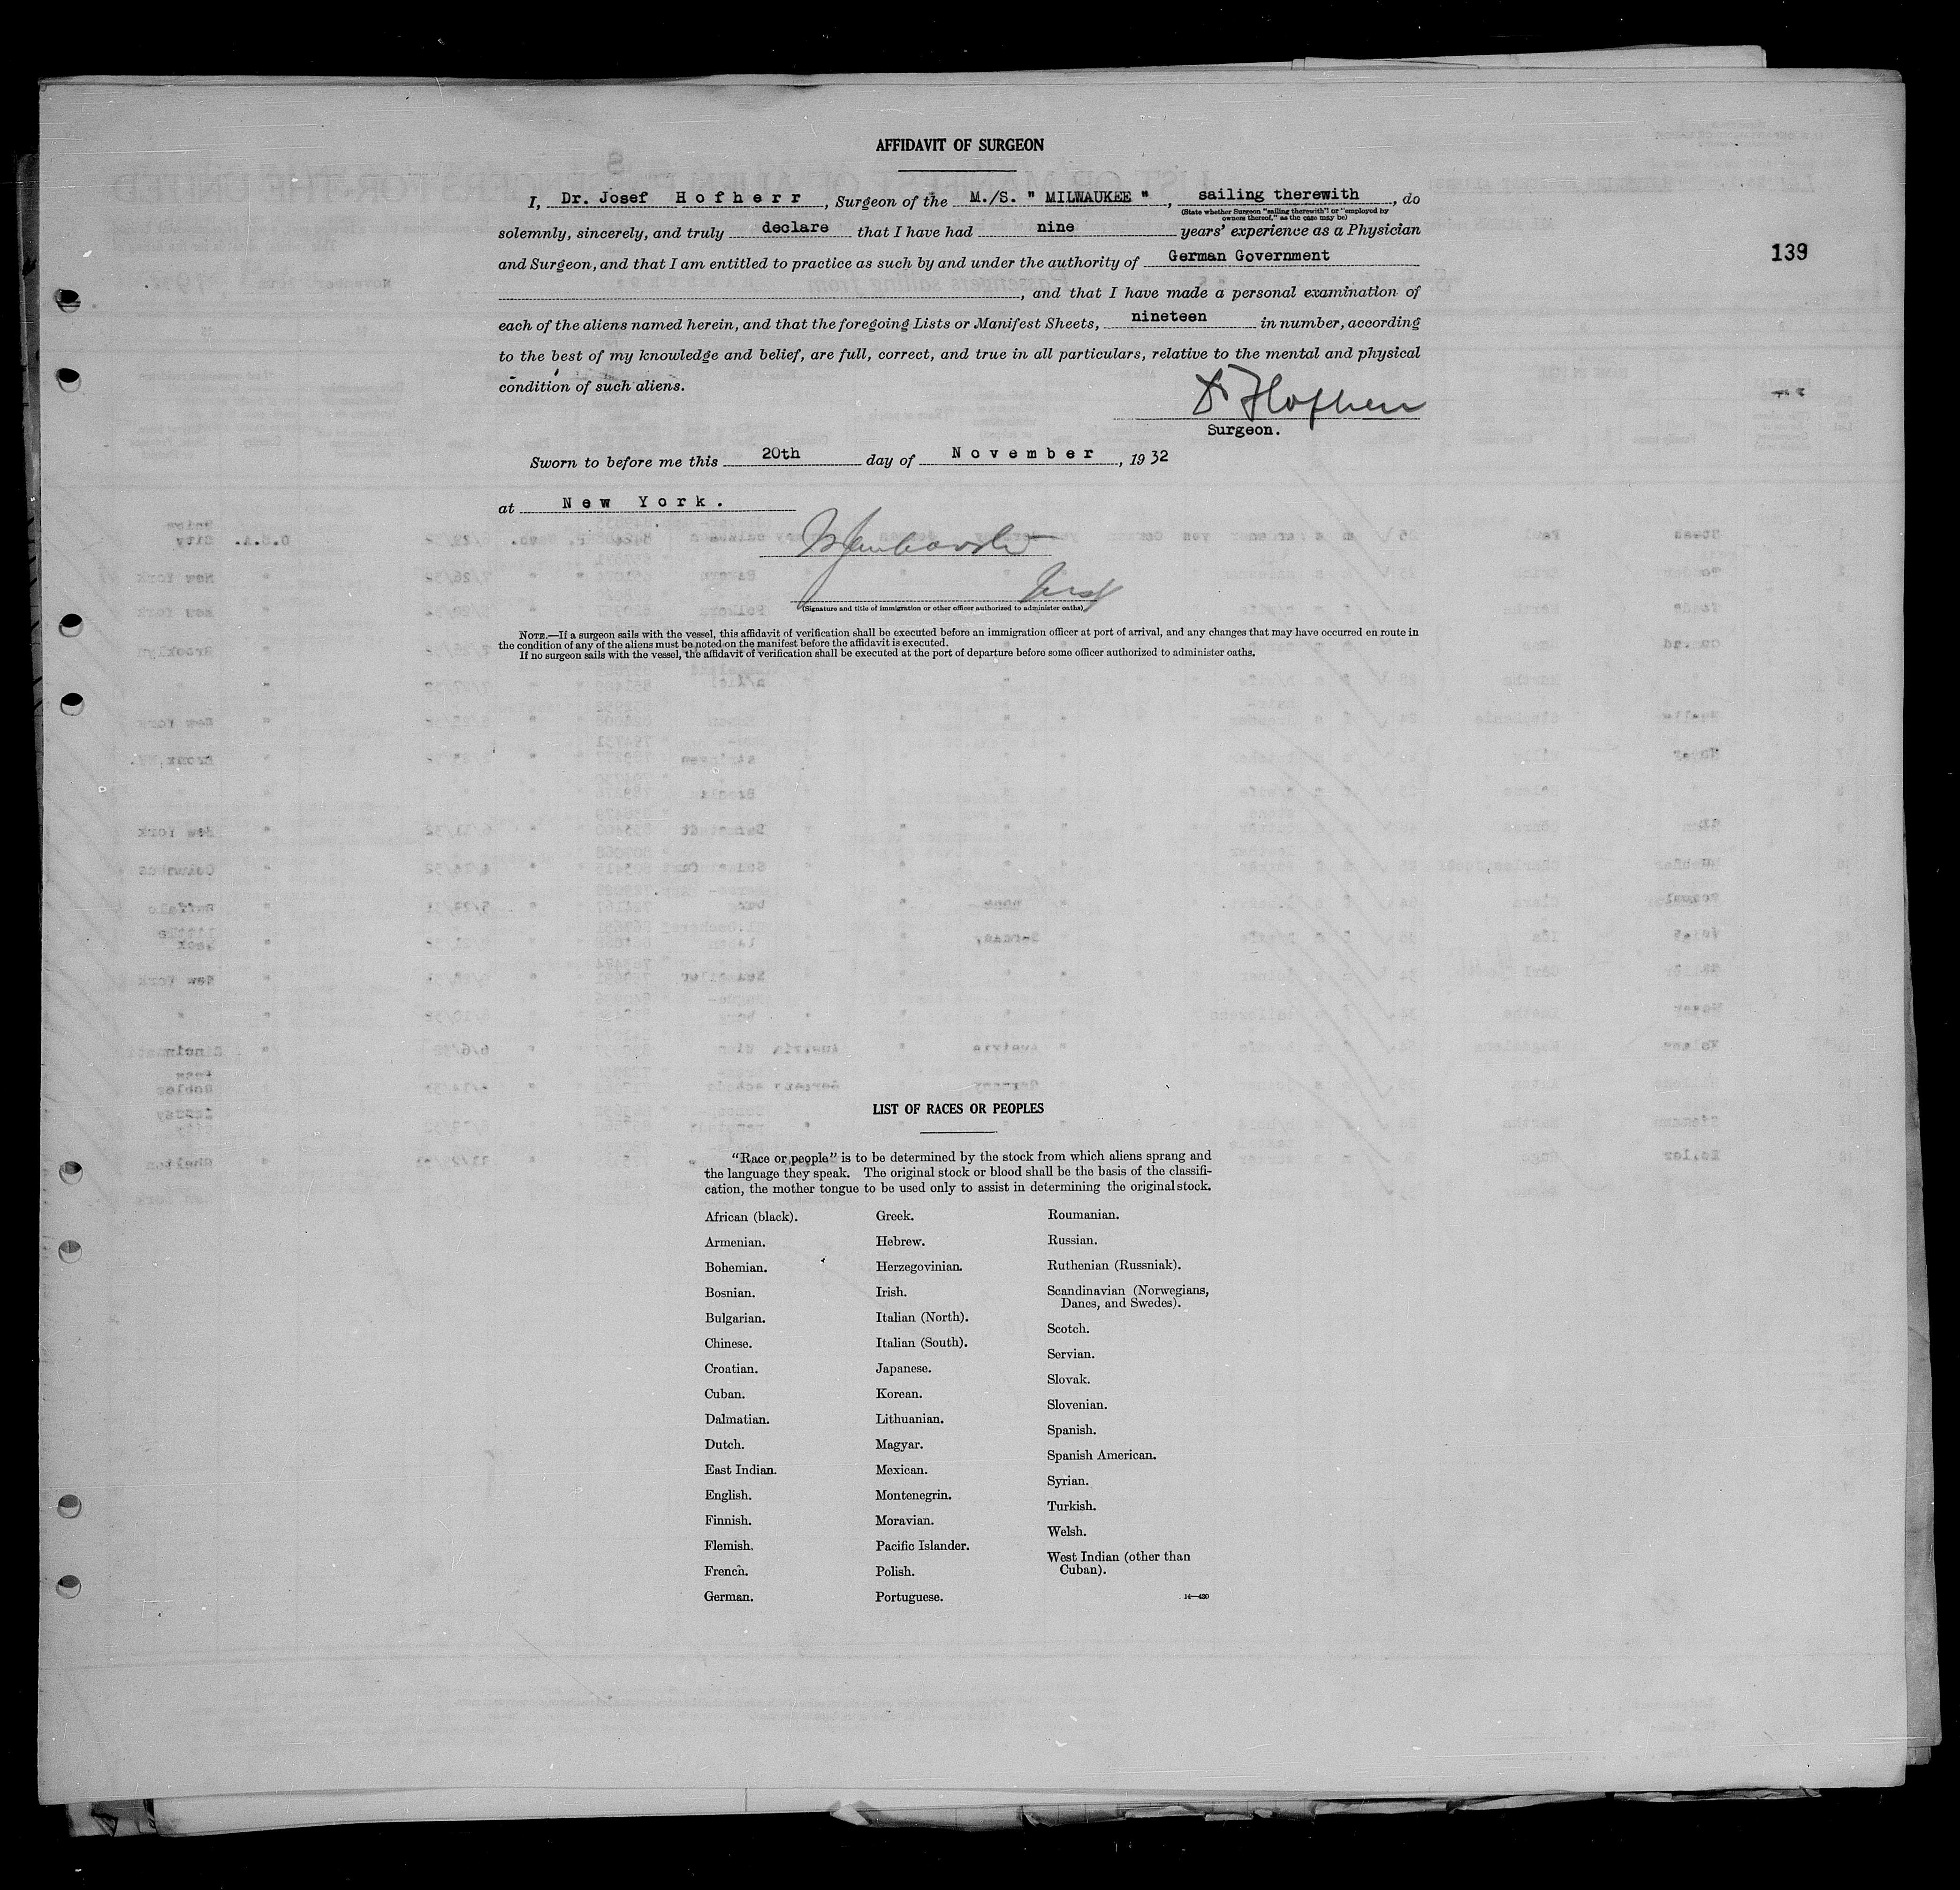 AFFIDAVIT OF SURGEON
I, Dr. Josef H o f h e r r , Surgeon of the M./S. " MILWAUKEE " , sailing therewith , do
(State whether Surgeon "sailing therewith" or "employed by
owners thereof," as the case may be)
solemnly, sincerely, and truly declare that I have had nine years' experience as a Physician
139
and Surgeon, and that I am entitled to practice as such by and under the authority of German Government
, and that I have made a personal examination of
each of the aliens named herein, and that the foregoing Lists or Manifest Sheets, nineteen in number, according
to the best of my knowledge and belief, are full, correct, and true in all particulars, relative to the mental and physical
condition of such aliens.
Dr Hofherr
Surgeon.
Sworn to before me this 20th day of N o v e m b e r , 19 32
at N e w Y o r k .
(Signature and title of immigration or other officer authorized to administer oaths)
NOTE.—If a surgeon sails with the vessel, this affidavit of verification shall be executed before an immigration officer at port of arrival, and any changes that may have occurred en route in
the condition of any of the aliens must be noted on the manifest before the affidavit is executed.
If no surgeon sails with the vessel, the affidavit of verification shall be executed at the port of departure before some officer authorized to administer oaths.
LIST OF RACES OR PEOPLES
"Race or people" is to be determined by the stock from which aliens sprang and
the language they speak. The original stock or blood shall be the basis of the classifi-
cation, the mother tongue to be used only to assist in determining the original stock.
African (black).
Armenian.
Bohemian.
Bosnian.
Bulgarian.
Chinese.
Croatian.
Cuban.
Dalmatian.
Dutch.
East Indian.
English.
Finnish.
Flemish.
French.
German.
Greek.
Hebrew.
Herzegovinian.
Irish.
Italian (North).
Italian (South).
Japanese.
Korean.
Lithuanian.
Magyar.
Mexican.
Montenegrin.
Moravian.
Pacific Islander.
Polish.
Portuguese.
Roumanian.
Russian.
Ruthenian (Russniak).
Scandinavian (Norwegians,
Danes, and Swedes).
Scotch.
Servian.
Slovak.
Slovenian.
Spanish.
Spanish American.
Syrian.
Turkish.
Welsh.
West Indian (other than
Cuban).
14—430